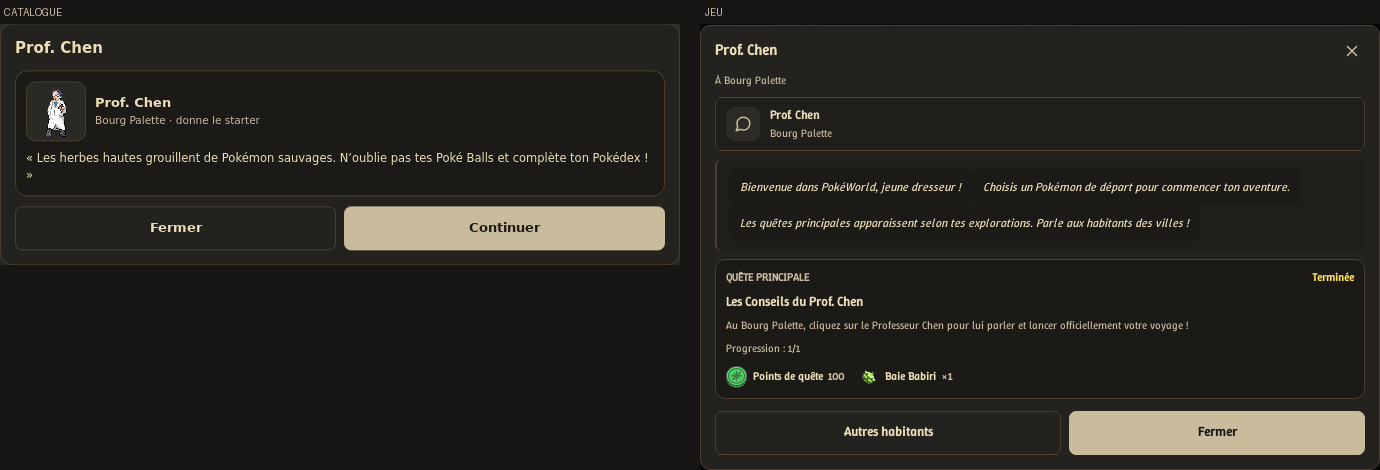 CATALOGUE
Prof. Chen
Prof. Chen
Bourg Palette · donne le starter
« Les herbes hautes grouillent de Pokémon sauvages. N’oublie pas tes Poké Balls et complète ton Pokédex !
»
Fermer
Continuer
JEU
Prof. Chen
À Bourg Palette
Prof. Chen
Bourg Palette
Bienvenue dans PokéWorld, jeune dresseur !
Choisis un Pokémon de départ pour commencer ton aventure.
Les quêtes principales apparaissent selon tes explorations. Parle aux habitants des villes !
QUÊTE PRINCIPALE
Terminée
Les Conseils du Prof. Chen
Au Bourg Palette, cliquez sur le Professeur Chen pour lui parler et lancer officiellement votre voyage !
Progression : 1/1
Points de quête 100
Baie Babiri ×1
Autres habitants
Fermer